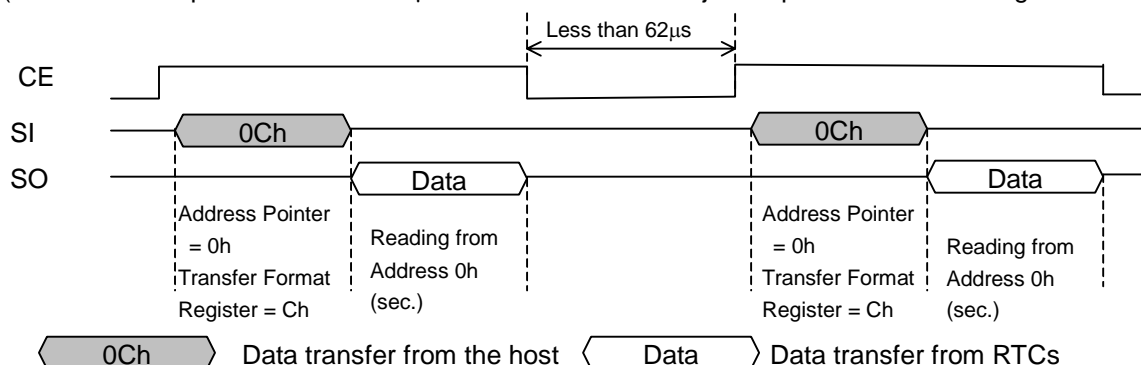 Less than 62μs
CE
SI 0Ch 0Ch
SO Data Data
Address Pointer
= 0h
Transfer Format
Register = Ch
Reading from
Address 0h
(sec.)
Address Pointer
= 0h
Transfer Format
Register = Ch
Reading from
Address 0h
(sec.)
0Ch Data transfer from the host Data Data transfer from RTCs